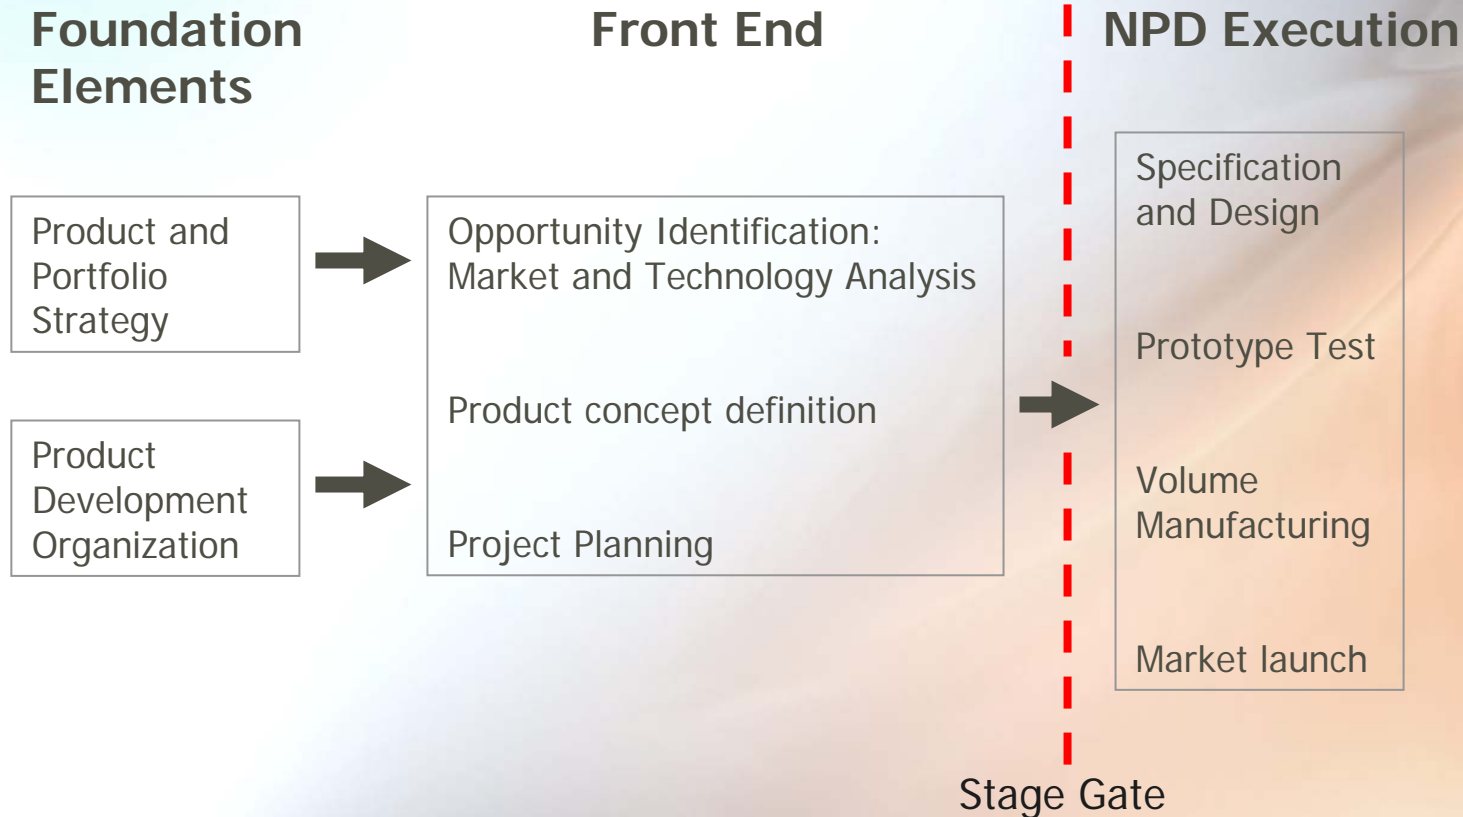 Foundation
Elements
Front End
NPD Execution
Product and
Portfolio
Strategy
Product
Development
Organization
Opportunity Identification:
Market and Technology Analysis
Product concept definition
Project Planning
Specification
and Design
Prototype Test
Volume
Manufacturing
Market launch
Stage Gate